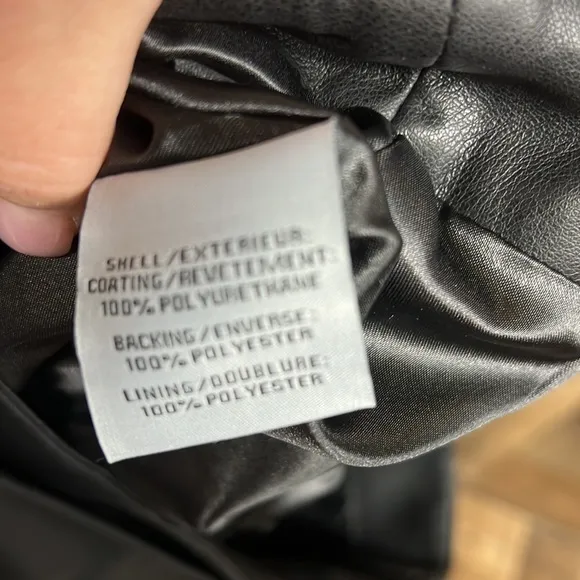 SHELL/EXTERIEUR:
COATING/REVETEMENT:
100% POLYURETHANE
BACKING/ENVERSE:
100% POLYESTER
LINING/DOUBLURE:
100% POLYESTER